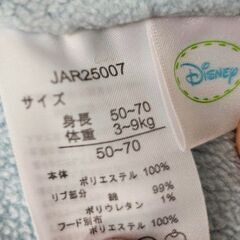 JAR25007
サイズ
身長 50~70
体重 3~9kg
50~70
本体
ポリエステル 100%
リブ部分
綿 99%
ポリウレタン 1%
フード別布
ポリエステル 100%
Disney